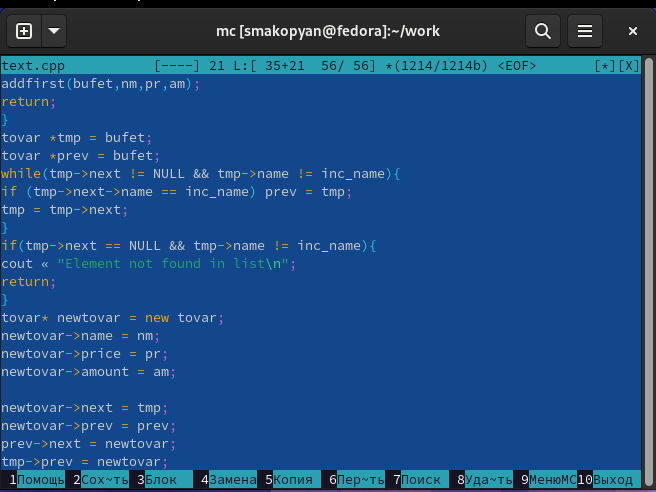 mc [smakopyan@fedora]:~/work
text.cpp [----] 21 L:[ 35+21 56/ 56] *(1214/1214b) <EOF> [*][X]
addfirst(bufet,nm,pr,am);
return;
}
tovar *tmp = bufet;
tovar *prev = bufet;
while(tmp->next != NULL && tmp->name != inc_name){
if (tmp->next->name == inc_name) prev = tmp;
tmp = tmp->next;
}
if(tmp->next == NULL && tmp->name != inc_name){
cout « "Element not found in list\n";
return;
}
tovar* newtovar = new tovar;
newtovar->name = nm;
newtovar->price = pr;
newtovar->amount = am;
newtovar->next = tmp;
newtovar->prev = prev;
prev->next = newtovar;
tmp->prev = newtovar;
1Помощь 2Сох~ть 3Блок 4Замена 5Копия 6Пер~ть 7Поиск 8Уда~ть 9МенюMC 10Выход